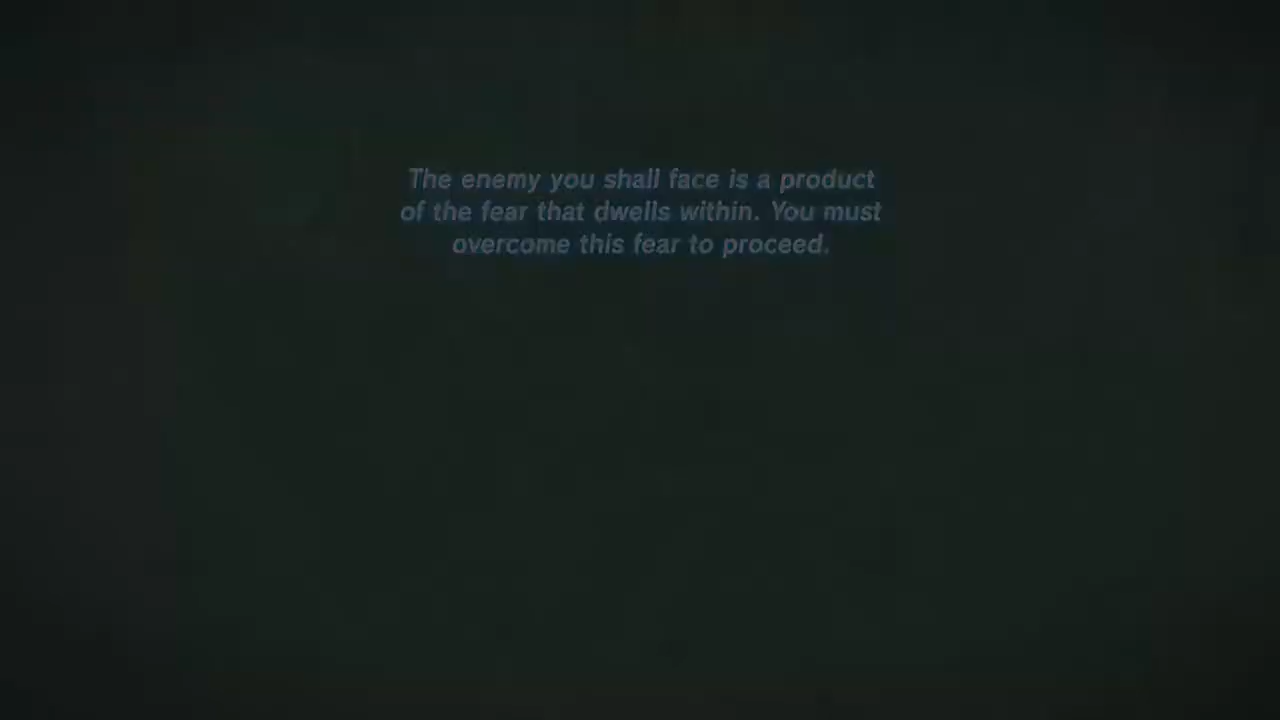 The enemy you shall face is a product
of the fear that dwells within. You must
overcome this fear to proceed.